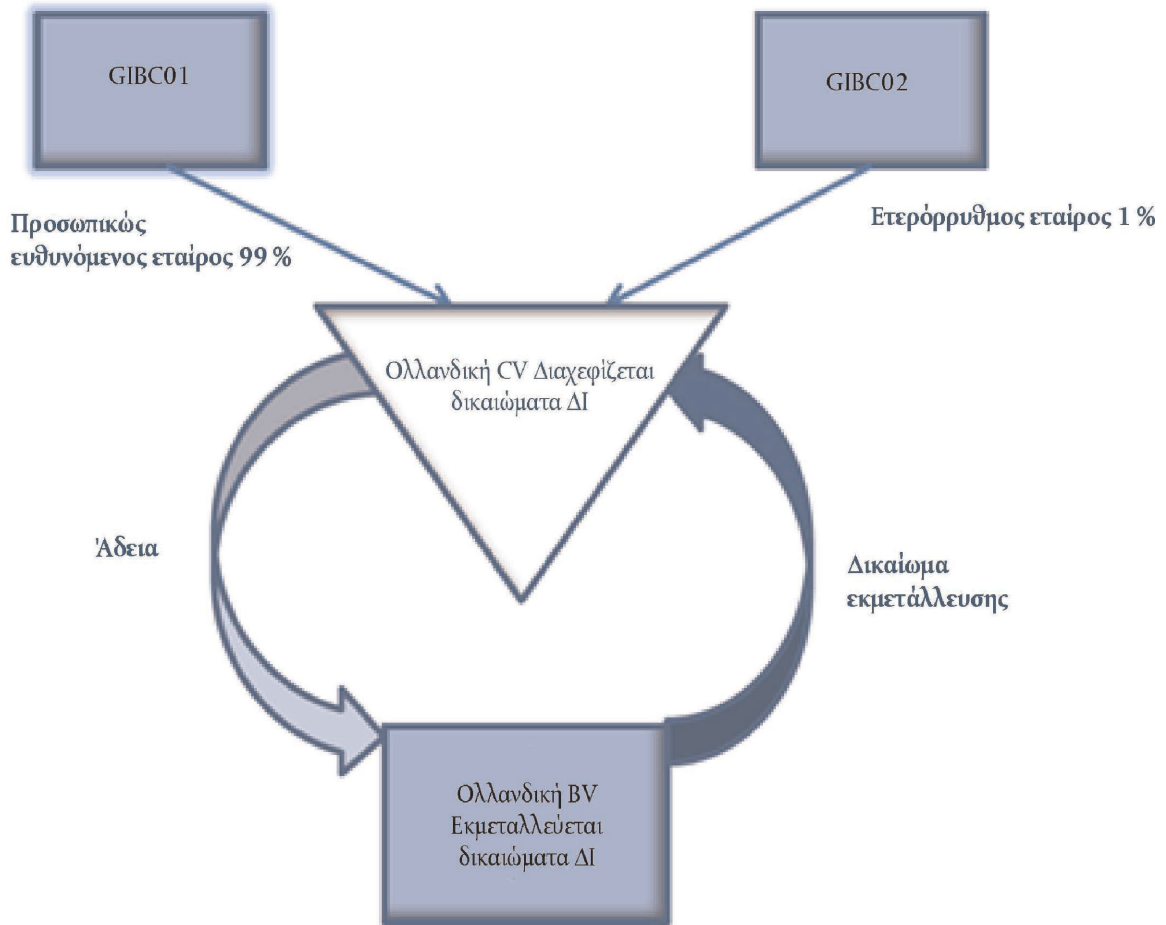 GIBC01
GIBC02
Προσωπικώς
ευθυνόμενος εταίρος 99 %
Ετερόρρυθμος εταίρος 1 %
Ολλανδική CV Διαχεφίζεται
δικαιώματα ΔΙ
Άδεια
Δικαίωμα
εκμετάλλευσης
Ολλανδική BV
Εκμεταλλεύεται
δικαιώματα ΔΙ